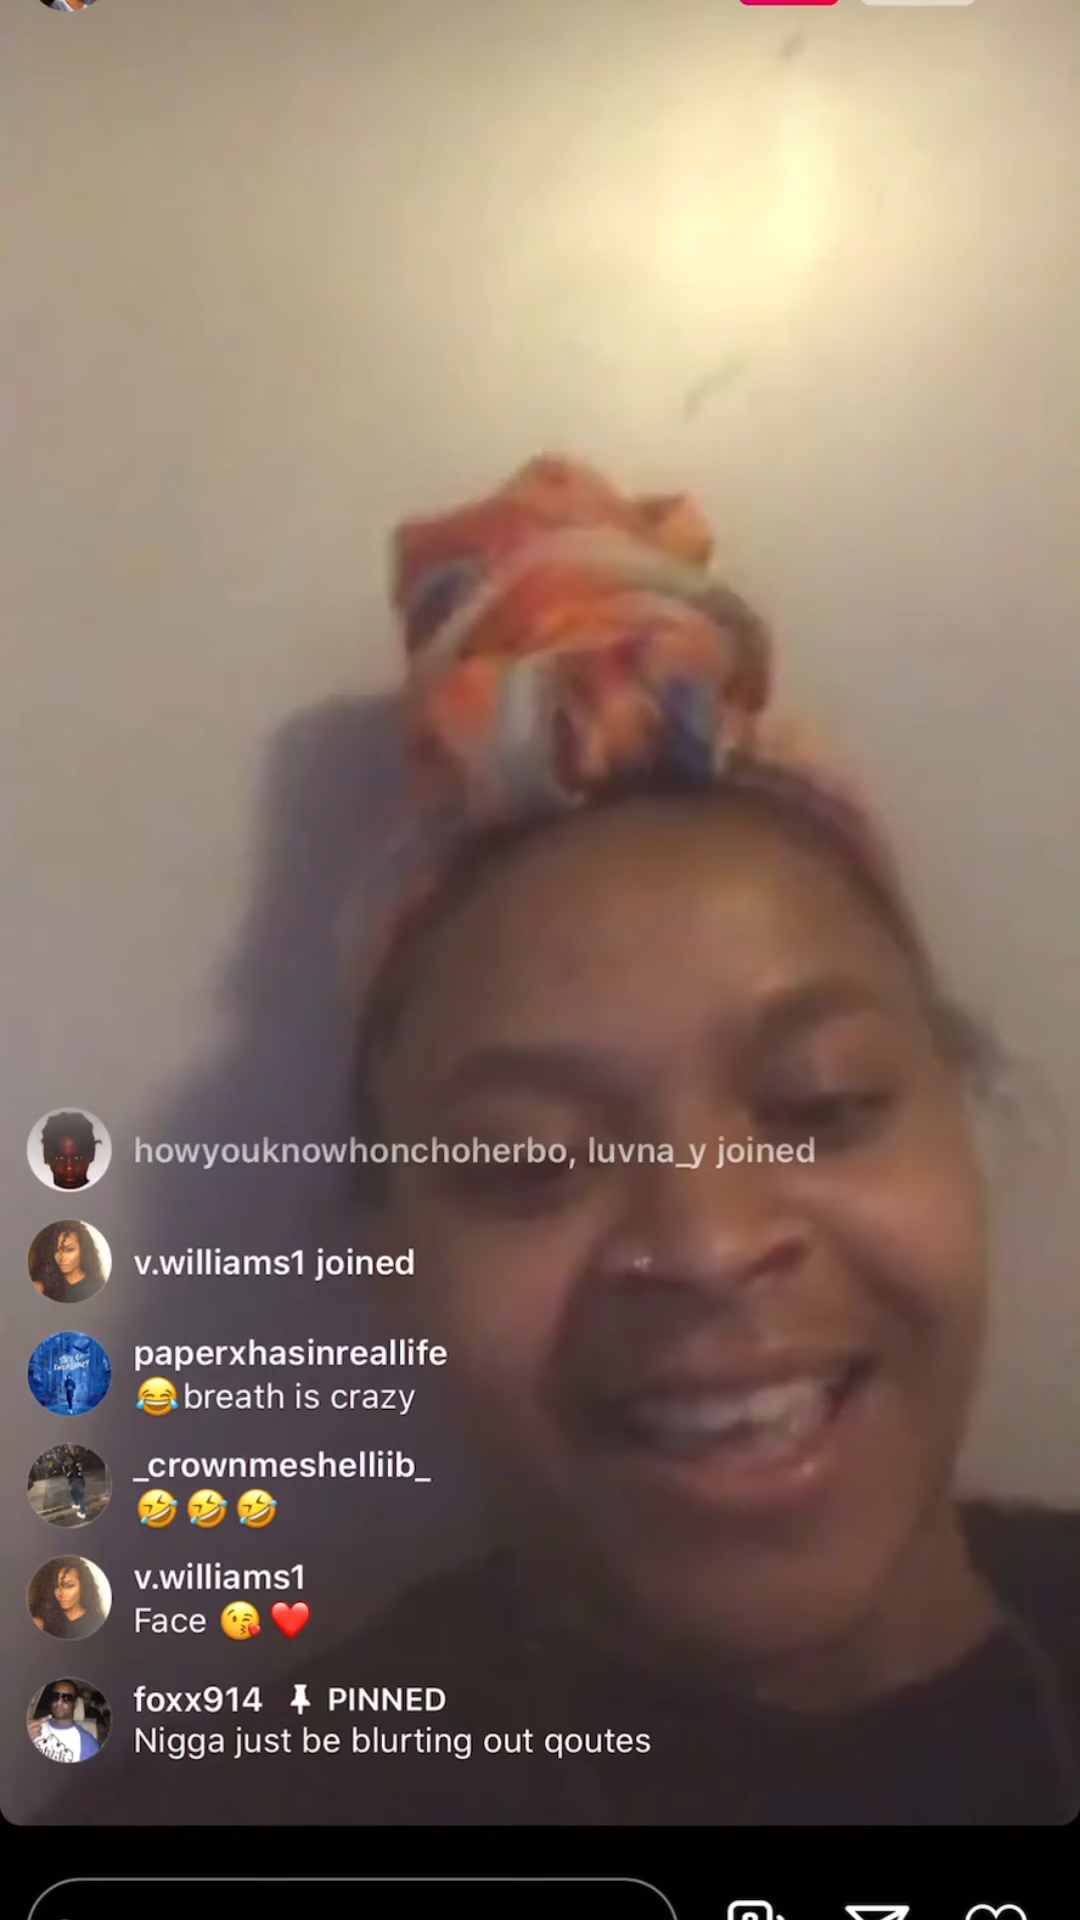 howyouknowhonchoherbo, luvna_y joined
v.williams1 joined
paperxhasinreallife
😂breath is crazy
_crownmeshelliib_
🤣🤣🤣
v.williams1
Face 😘❤️
foxx914 PINNED
Nigga just be blurting out qoutes